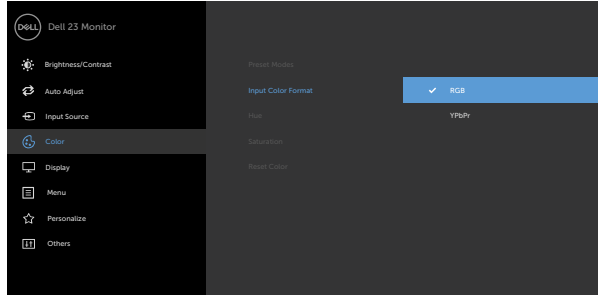 DELL
Dell 23 Monitor
Brightness/Contrast
Auto Adjust
Input Source
Color
Display
Menu
Personalize
Others
Preset Modes
Input Color Format
Hue
Saturation
Reset Color
RGB
YPbPr